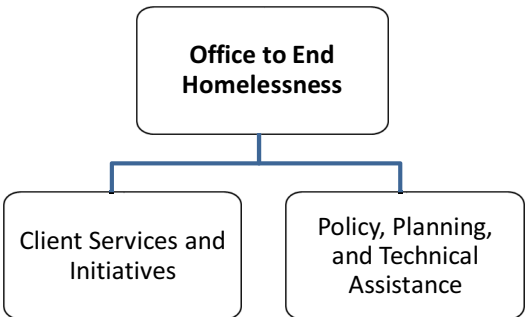 Office to End
Homelessness
Client Services and
Initiatives
Policy, Planning,
and Technical
Assistance